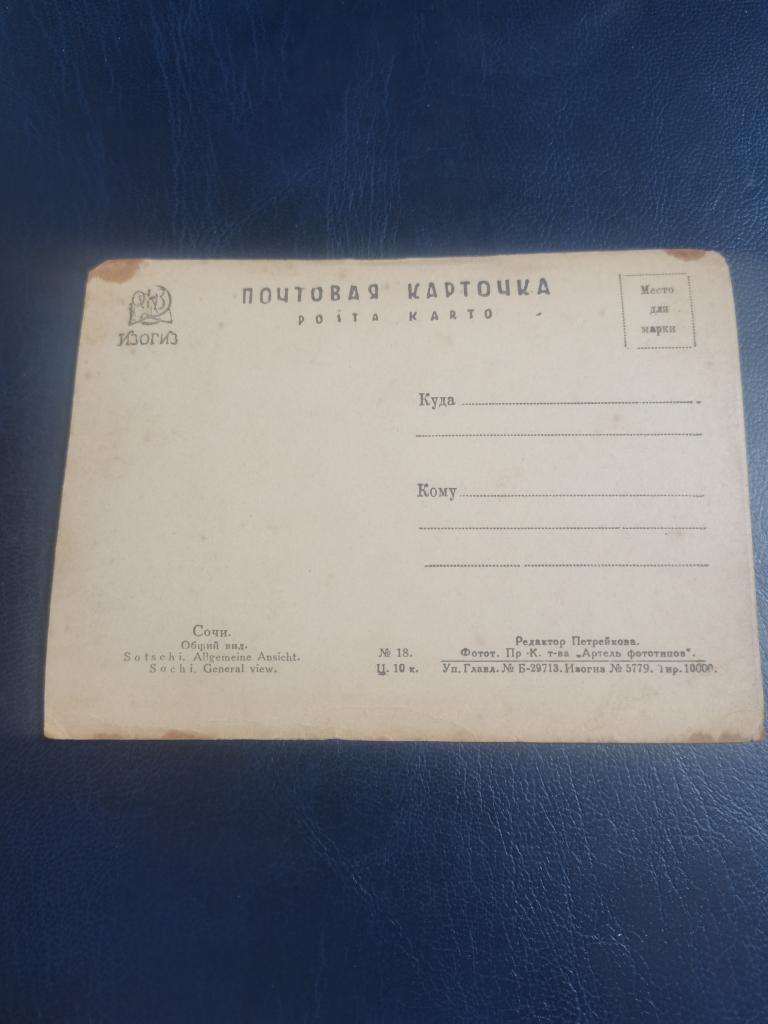 ИЗОГИЗ
ПОЧТОВАЯ КАРТОЧКА
POŜTA KARTO
Место
для
марки
Куда
Кому
Сочи.
Общий вид.
Sotschi. Allgemeine Ansicht.
Sochi. General view.
№ 18.
Ц. 10 к.
Редактор Петрейкова.
Фотот. Пр.-К. т-ва „Артель фототипов".
Уп. Главл. № Б-29713. Изогиз № 5779. Тир. 10000.